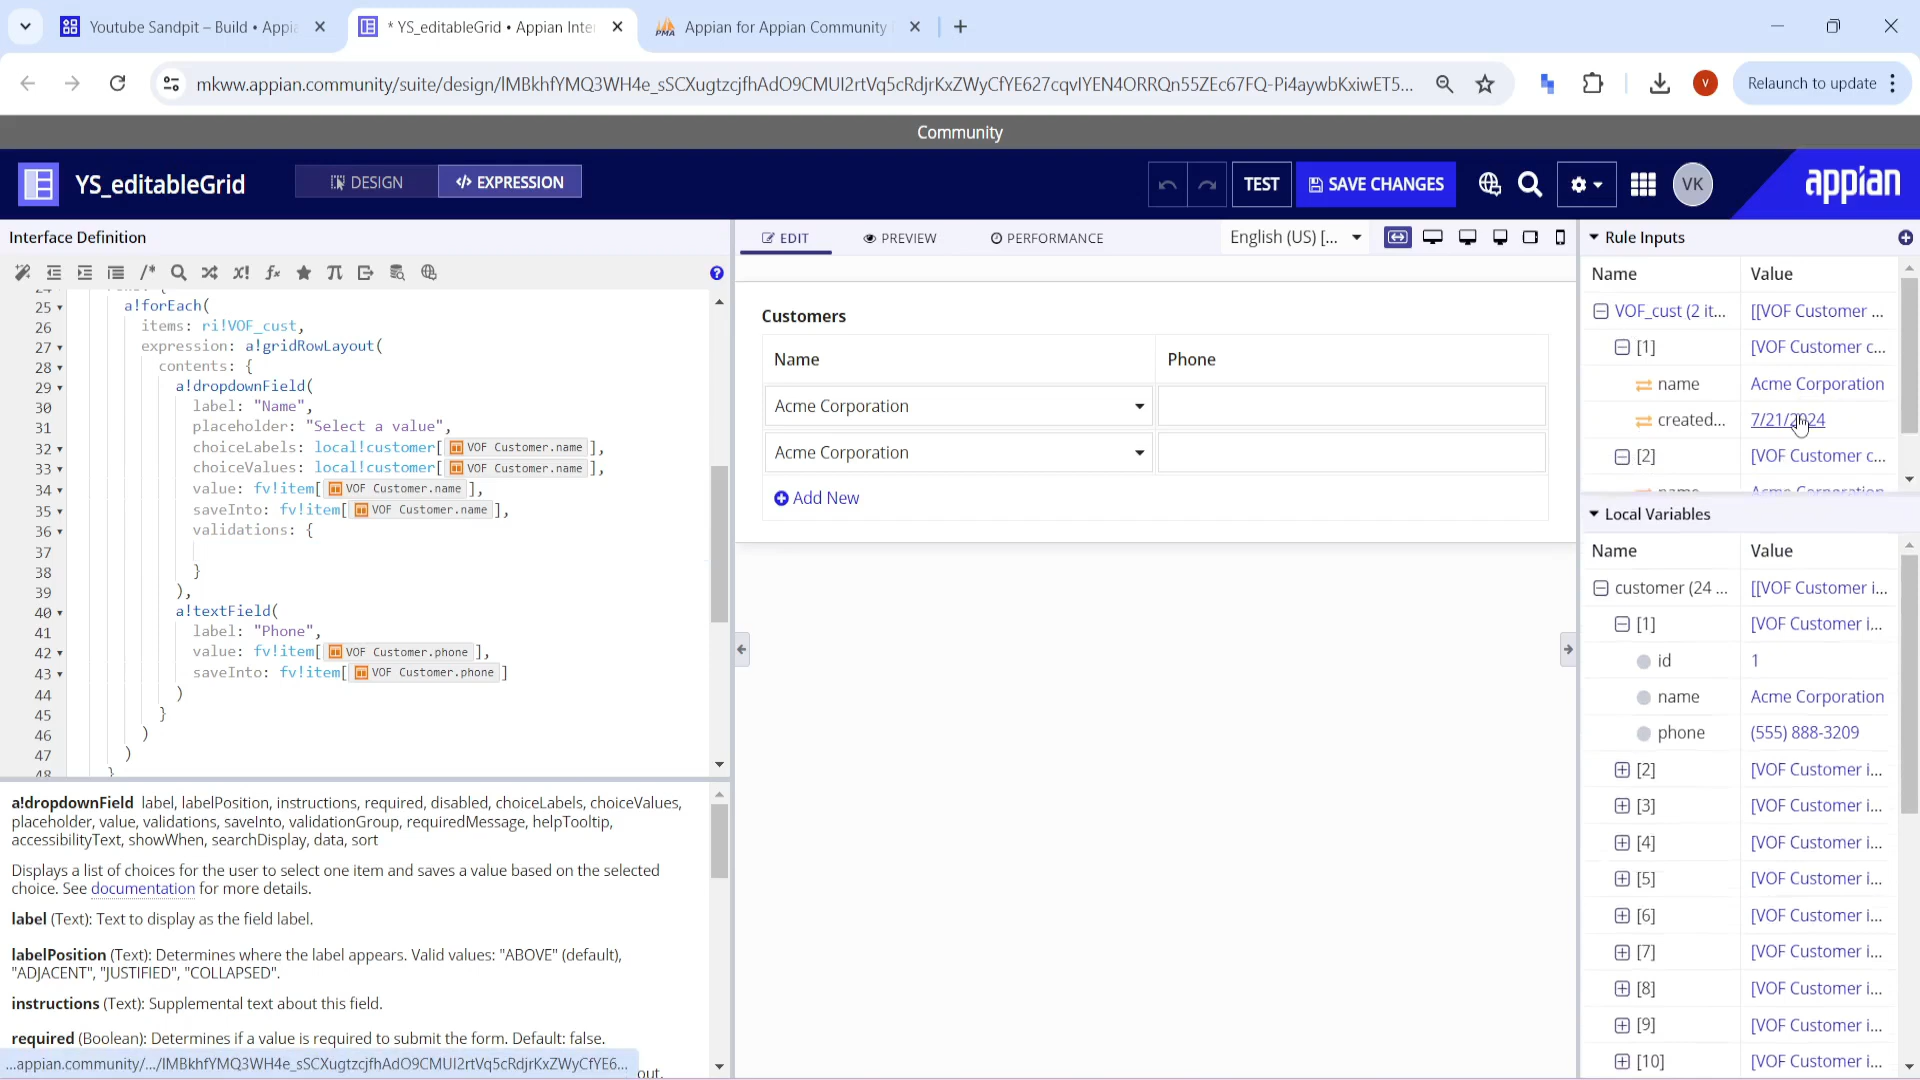 Youtube Sandpit – Build • Appia
* YS_editableGrid • Appian Inte
Appian for Appian Community
mkww.appian.community/suite/design/lMBkhfYMQ3WH4e_sSCXugtzcjfhAdO9CMUI2rtVq5cRdjrKxZWyCfYE627cqvIYEN4ORRQn55ZEc67FQ-Pi4aywbKxiwET5...
V
Relaunch to update
Community
YS_editableGrid
DESIGN
</> EXPRESSION
TEST
SAVE CHANGES
VK
appian
Interface Definition
EDIT
PREVIEW
PERFORMANCE
English (US) [...
Rule Inputs
25 a!forEach(
26 items: ri!VOF_cust,
27 expression: a!gridRowLayout(
28 contents: {
29 a!dropdownField(
30 label: "Name",
31 placeholder: "Select a value",
32 choiceLabels: local!customer[ VOF Customer.name ],
33 choiceValues: local!customer[ VOF Customer.name ],
34 value: fv!item[ VOF Customer.name ],
35 saveInto: fv!item[ VOF Customer.name ],
36 validations: {
37
38 }
39 ),
40 a!textField(
41 label: "Phone",
42 value: fv!item[ VOF Customer.phone ],
43 saveInto: fv!item[ VOF Customer.phone ]
44 )
45 }
46 )
47 )
48 }
a!dropdownField label, labelPosition, instructions, required, disabled, choiceLabels, choiceValues,
placeholder, value, validations, saveInto, validationGroup, requiredMessage, helpTooltip,
accessibilityText, showWhen, searchDisplay, data, sort
Displays a list of choices for the user to select one item and saves a value based on the selected
choice. See documentation for more details.
label (Text): Text to display as the field label.
labelPosition (Text): Determines where the label appears. Valid values: "ABOVE" (default),
"ADJACENT", "JUSTIFIED", "COLLAPSED".
instructions (Text): Supplemental text about this field.
required (Boolean): Determines if a value is required to submit the form. Default: false.
...appian.community/.../lMBkhfYMQ3WH4e_sSCXugtzcjfhAdO9CMUI2rtVq5cRdjrKxZWyCfYE6...
out.
Customers
Name Phone
Acme Corporation
Acme Corporation
Add New
Name Value
VOF_cust (2 it... [[VOF Customer ...
[1] [VOF Customer c...
name Acme Corporation
created... 7/21/2024
[2] [VOF Customer c...
name Acme Corporation
Local Variables
Name Value
customer (24 ... [[VOF Customer i...
[1] [VOF Customer i...
id 1
name Acme Corporation
phone (555) 888-3209
[2] [VOF Customer i...
[3] [VOF Customer i...
[4] [VOF Customer i...
[5] [VOF Customer i...
[6] [VOF Customer i...
[7] [VOF Customer i...
[8] [VOF Customer i...
[9] [VOF Customer i...
[10] [VOF Customer i...